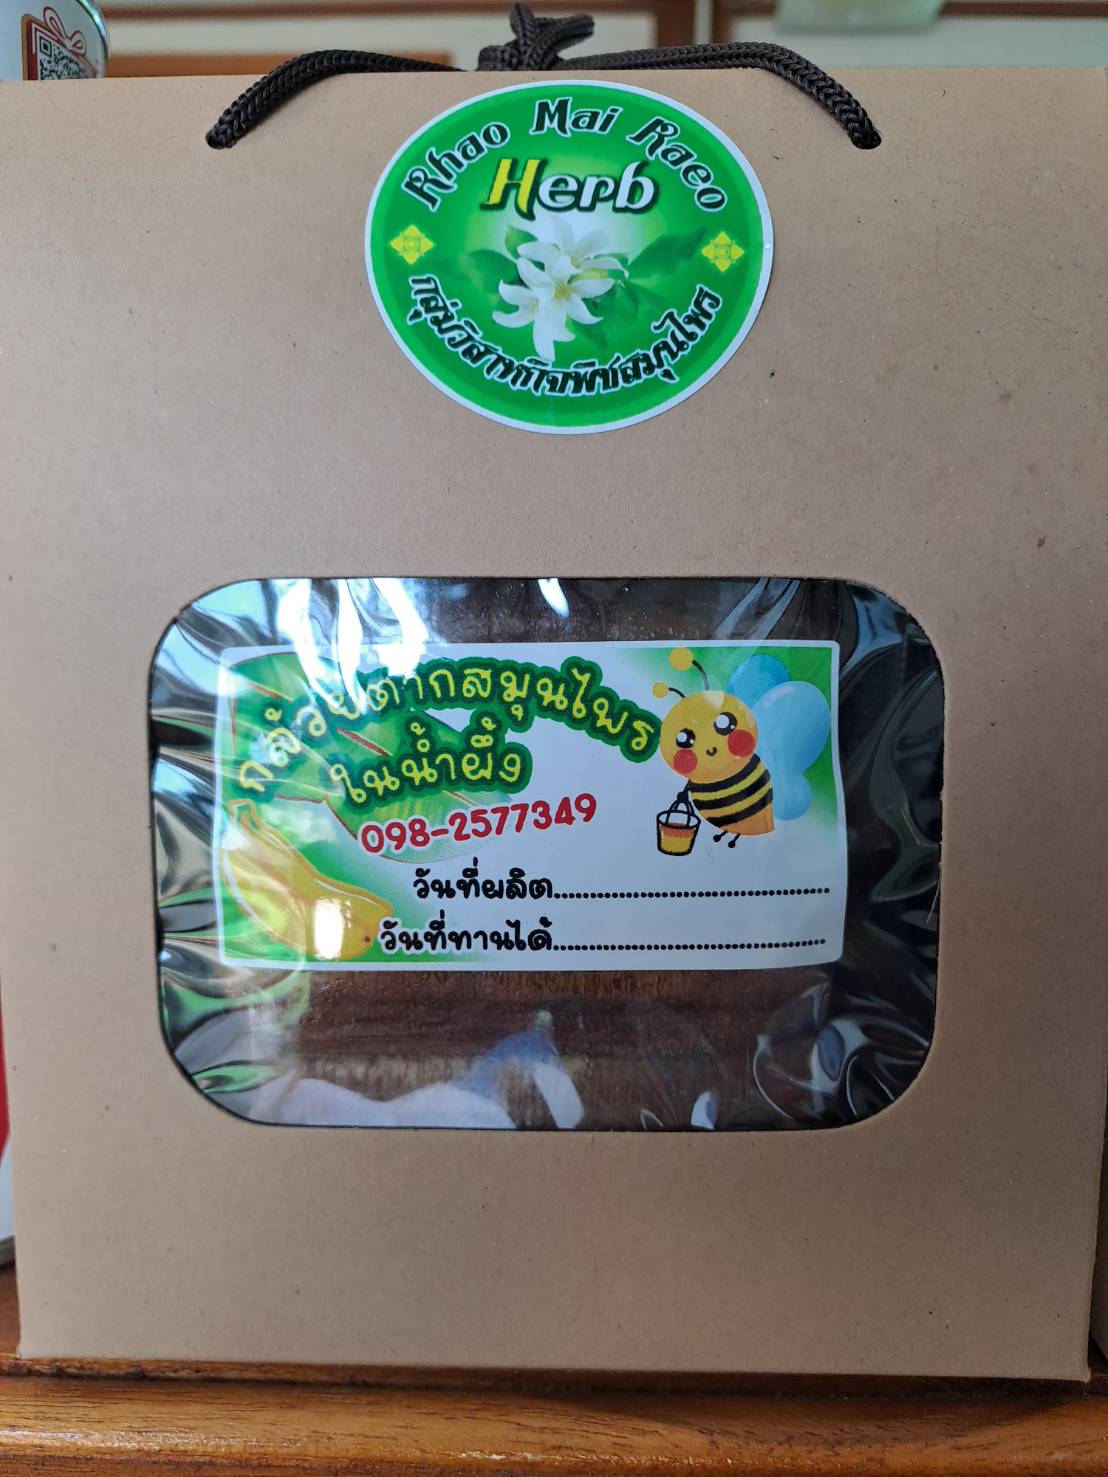 Khao Mai Kaeo
Herb
กลุ่มวิสาหกิจพืชสมุนไพร
กล้วยตากสมุนไพร
ในน้ำผึ้ง
098-2577349
วันที่ผลิต
วันที่ทานได้